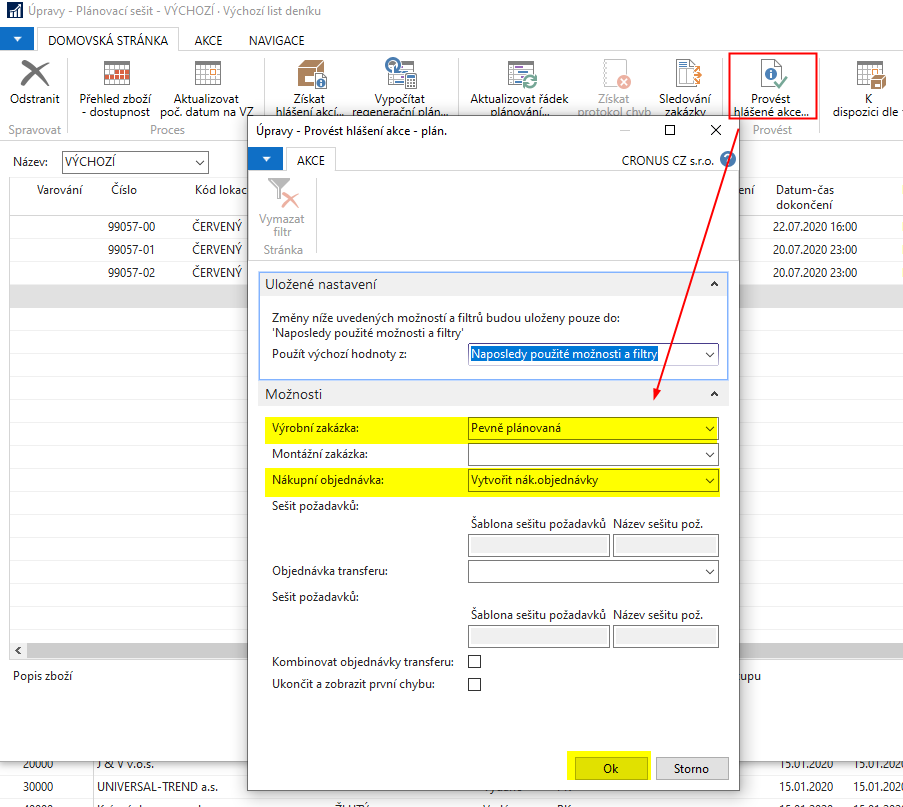 Úpravy - Plánovací sešit - VÝCHOZÍ · Výchozí list deníku
DOMOVSKÁ STRÁNKA AKCE NAVIGACE
Odstranit
Přehled zboží - dostupnost
Aktualizovat poč. datum na VZ
Získat hlášení akcí...
Vypočítat regenerační plán...
Aktualizovat řádek plánování...
Získat protokol chyb
Sledování zakázky
Provést hlášené akce...
K dispozici dle
Spravovat Proces Provést
Název: VÝCHOZÍ
Varování Číslo Kód lokac ení Datum-čas dokončení
99057-00 ČERVENÝ 22.07.2020 16:00
99057-01 ČERVENÝ 20.07.2020 23:00
99057-02 ČERVENÝ 20.07.2020 23:00
Popis zboží tupu
Úpravy - Provést hlášení akce - plán.
AKCE CRONUS CZ s.r.o. ?
Vymazat
filtr
Stránka
Uložené nastavení
Změny níže uvedených možností a filtrů budou uloženy pouze do:
'Naposledy použité možnosti a filtry'
Použít výchozí hodnoty z: Naposledy použité možnosti a filtry
Možnosti
Výrobní zakázka: Pevně plánovaná
Montážní zakázka:
Nákupní objednávka: Vytvořit nák.objednávky
Sešit požadavků:
Šablona sešitu požadavků Název sešitu pož.
Objednávka transferu:
Sešit požadavků:
Šablona sešitu požadavků Název sešitu pož.
Kombinovat objednávky transferu:
Ukončit a zobrazit první chybu:
Ok Storno
20000 J & V v.o.s. 15.01.2020 15.01.202
30000 UNIVERSAL-TREND a.s. 15.01.2020 15.01.202